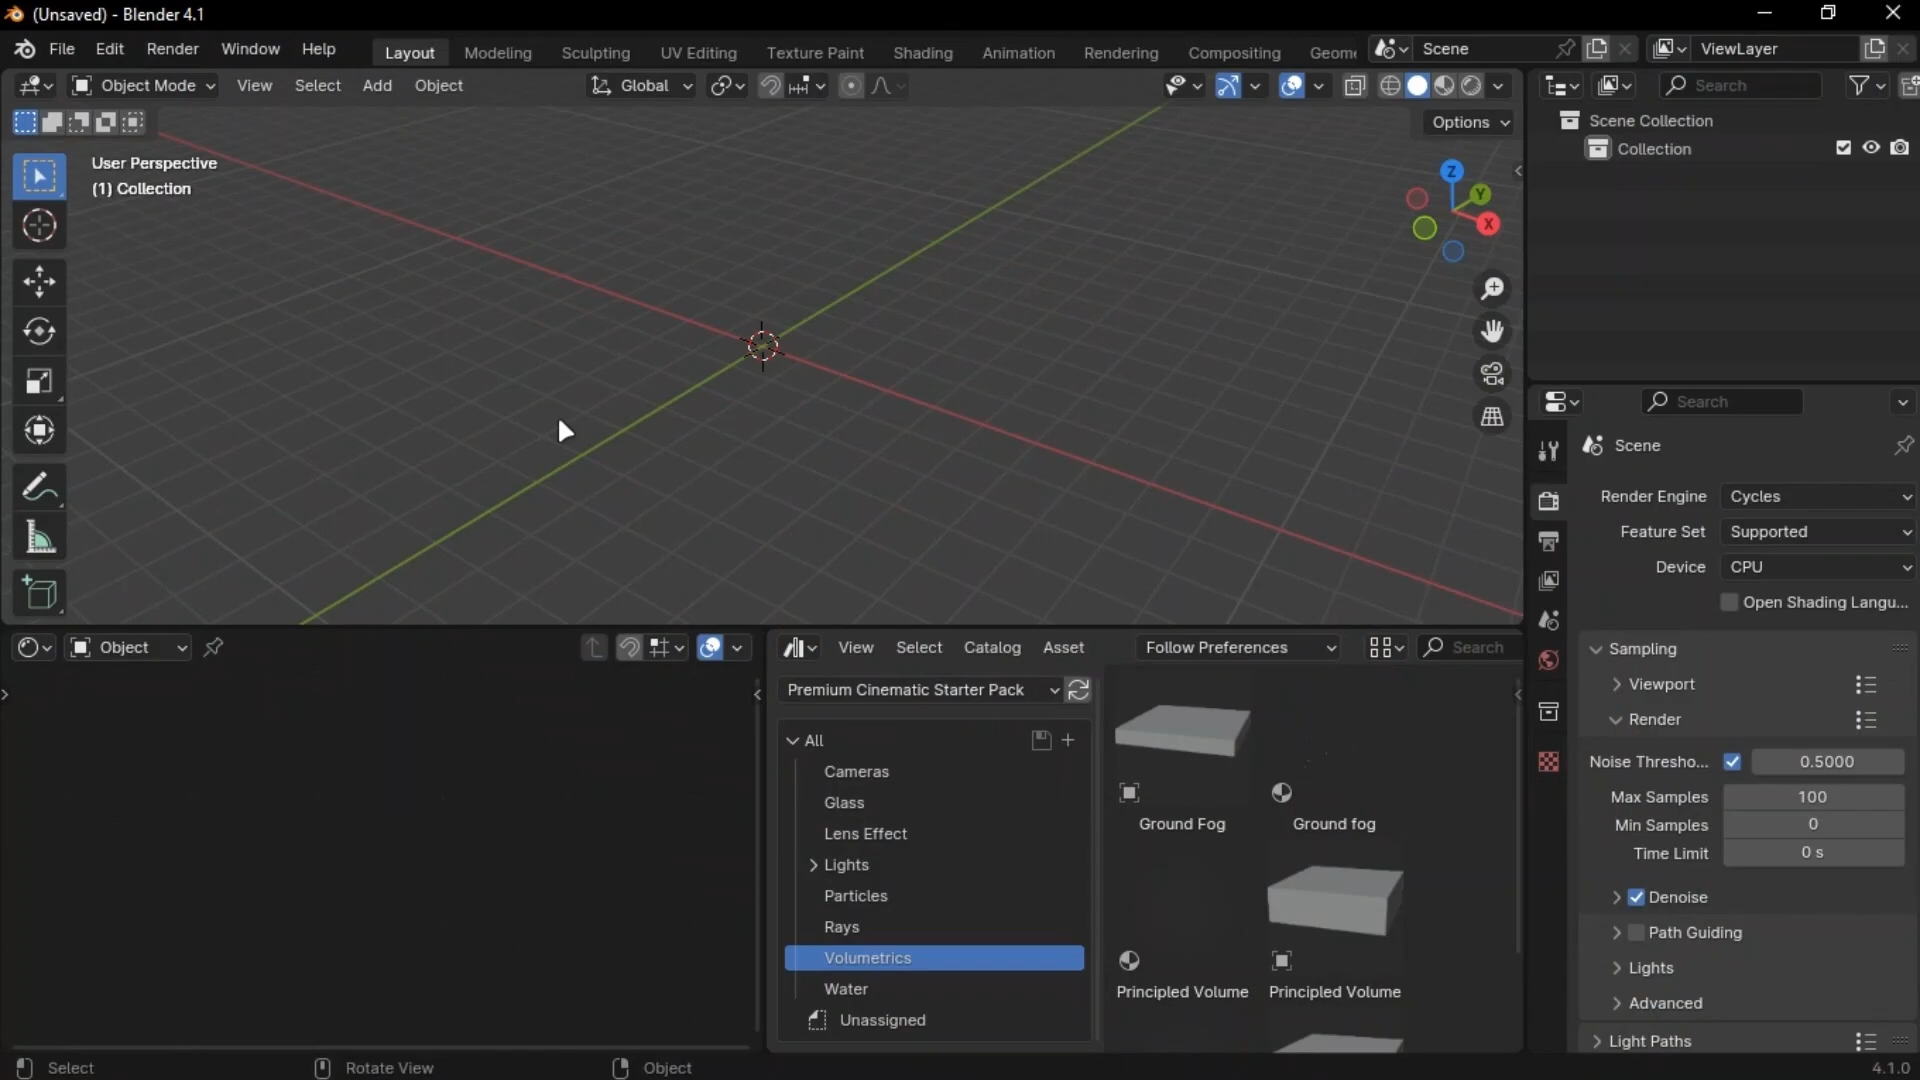 (Unsaved) - Blender 4.1
File Edit Render Window Help Layout Modeling Sculpting UV Editing Texture Paint Shading Animation Rendering Compositing Geome Scene ViewLayer
Object Mode View Select Add Object Global Search
Options
User Perspective
(1) Collection
Z
Y
X
Scene Collection
Collection
Search
Scene
Render Engine Cycles
Feature Set Supported
Device CPU
Open Shading Langu...
Sampling
Viewport
Render
Noise Thresho... 0.5000
Max Samples 100
Min Samples 0
Time Limit 0 s
Denoise
Path Guiding
Lights
Advanced
Light Paths
Object
View Select Catalog Asset Follow Preferences Search
Premium Cinematic Starter Pack
All
Cameras
Glass
Lens Effect
Lights
Particles
Rays
Volumetrics
Water
Unassigned
Ground Fog Ground fog
Principled Volume Principled Volume
Select Rotate View Object 4.1.0